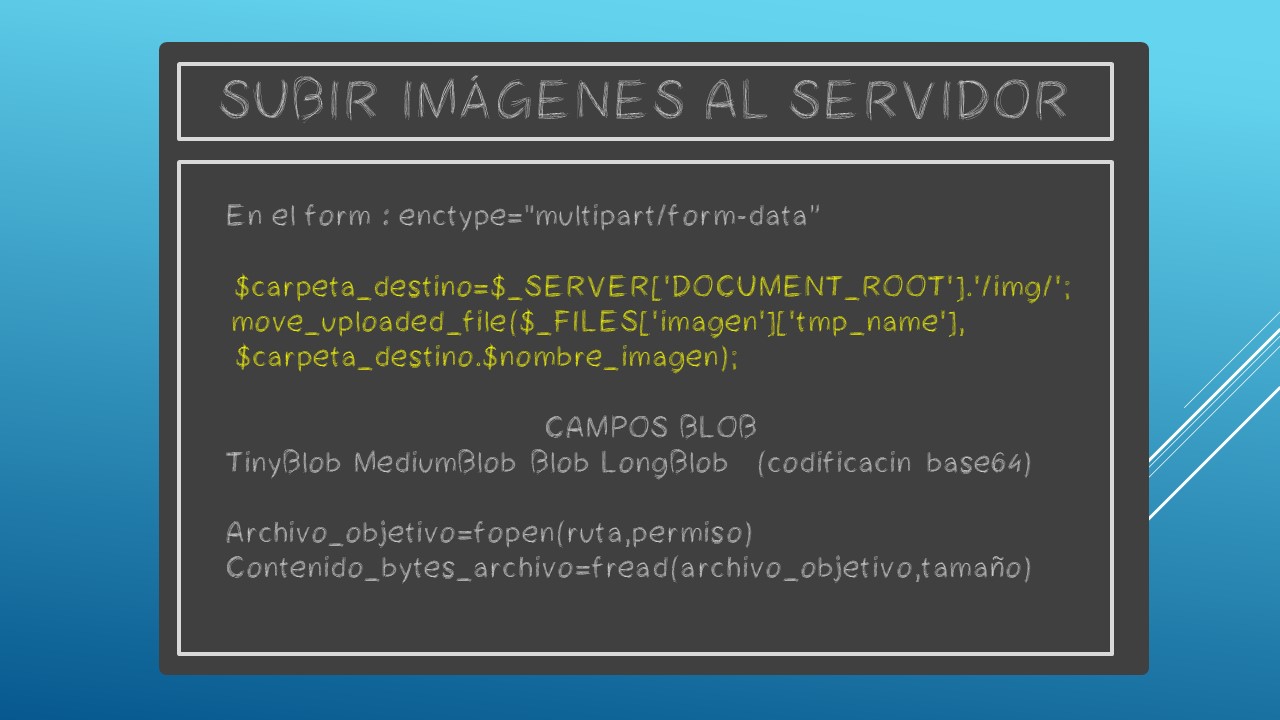 SUBIR IMÁGENES AL SERVIDOR
En el form : enctype="multipart/form-data"
$carpeta_destino=$_SERVER['DOCUMENT_ROOT'].'/img/';
move_uploaded_file($_FILES['imagen']['tmp_name'],
$carpeta_destino.$nombre_imagen);
CAMPOS BLOB
TinyBlob MediumBlob Blob LongBlob (codificacin base64)
Archivo_objetivo=fopen(ruta,permiso)
Contenido_bytes_archivo=fread(archivo_objetivo,tamaño)